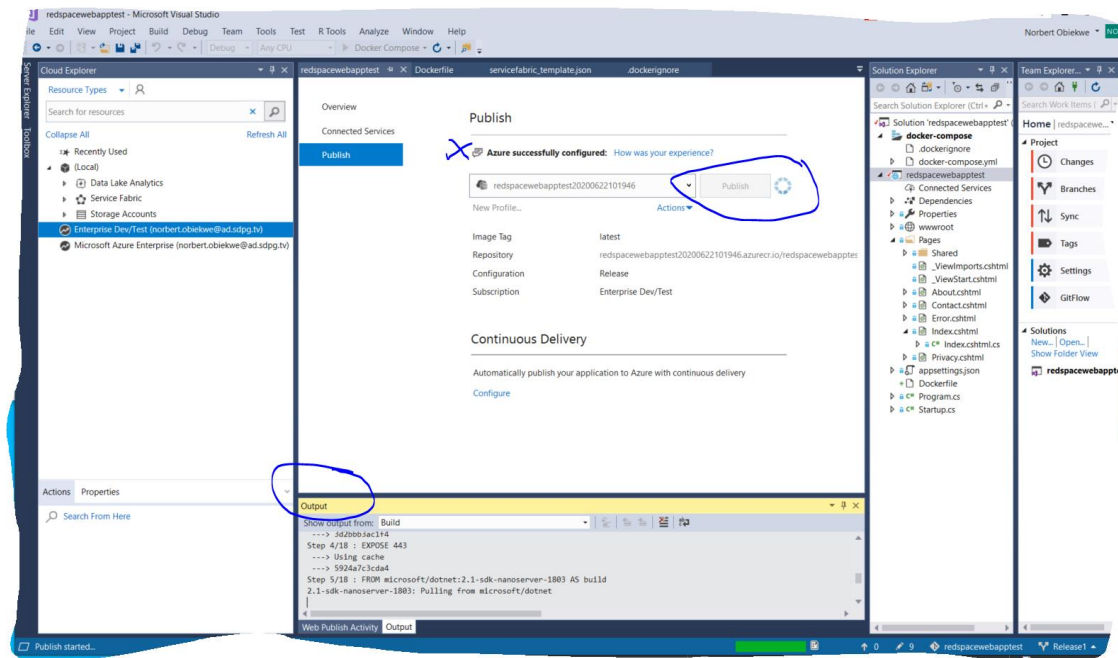 redspacewebapptest - Microsoft Visual Studio
Edit View Project Build Debug Team Tools Test R Tools Analyze Window Help
Norbert Obiekwe
NO
Debug Any CPU Docker Compose
Server Explorer Toolbox
Cloud Explorer
Resource Types
Search for resources
Collapse All Refresh All
Recently Used
(Local)
Data Lake Analytics
Service Fabric
Storage Accounts
Enterprise Dev/Test (norbert.obiekwe@ad.sdpg.tv)
Microsoft Azure Enterprise (norbert.obiekwe@ad.sdpg.tv)
Actions Properties
Search From Here
redspacewebapptest Dockerfile servicefabric_template.json .dockerignore
Overview
Connected Services
Publish
Publish
Azure successfully configured: How was your experience?
redspacewebapptest20200622101946 Publish
New Profile... Actions
Image Tag latest
Repository redspacewebapptest20200622101946.azurecr.io/redspacewebapptes
Configuration Release
Subscription Enterprise Dev/Test
Continuous Delivery
Automatically publish your application to Azure with continuous delivery
Configure
Output
Show output from: Build
---> 3d2bbb3ac1f4
Step 4/18 : EXPOSE 443
---> Using cache
---> 5924a7c3cda4
Step 5/18 : FROM microsoft/dotnet:2.1-sdk-nanoserver-1803 AS build
2.1-sdk-nanoserver-1803: Pulling from microsoft/dotnet
Web Publish Activity Output
Solution Explorer
Search Solution Explorer (Ctrl+
Solution 'redspacewebapptest' (
docker-compose
.dockerignore
docker-compose.yml
redspacewebapptest
Connected Services
Dependencies
Properties
wwwroot
Pages
Shared
_ViewImports.cshtml
_ViewStart.cshtml
About.cshtml
Contact.cshtml
Error.cshtml
Index.cshtml
C# Index.cshtml.cs
Privacy.cshtml
appsettings.json
Dockerfile
C# Program.cs
C# Startup.cs
Team Explorer...
Search Work Items (
Home | redspacewe...
Project
Changes
Branches
Sync
Tags
Settings
GitFlow
Solutions
New... | Open... |
Show Folder View
redspacewebappte
Publish started... 0 9 redspacewebapptest Release1